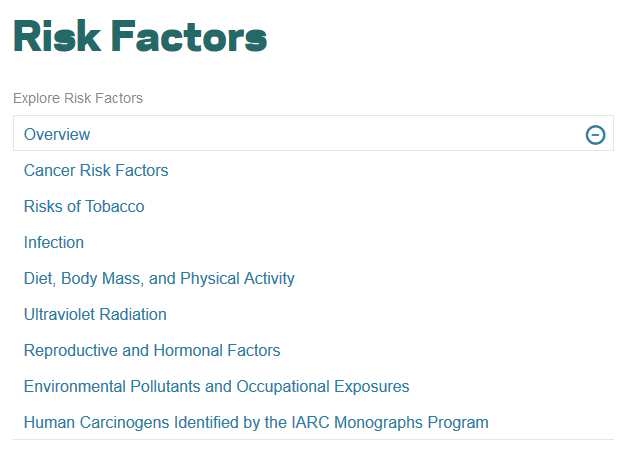 Risk Factors
Explore Risk Factors
Overview
Cancer Risk Factors
Risks of Tobacco
Infection
Diet, Body Mass, and Physical Activity
Ultraviolet Radiation
Reproductive and Hormonal Factors
Environmental Pollutants and Occupational Exposures
Human Carcinogens Identified by the IARC Monographs Program